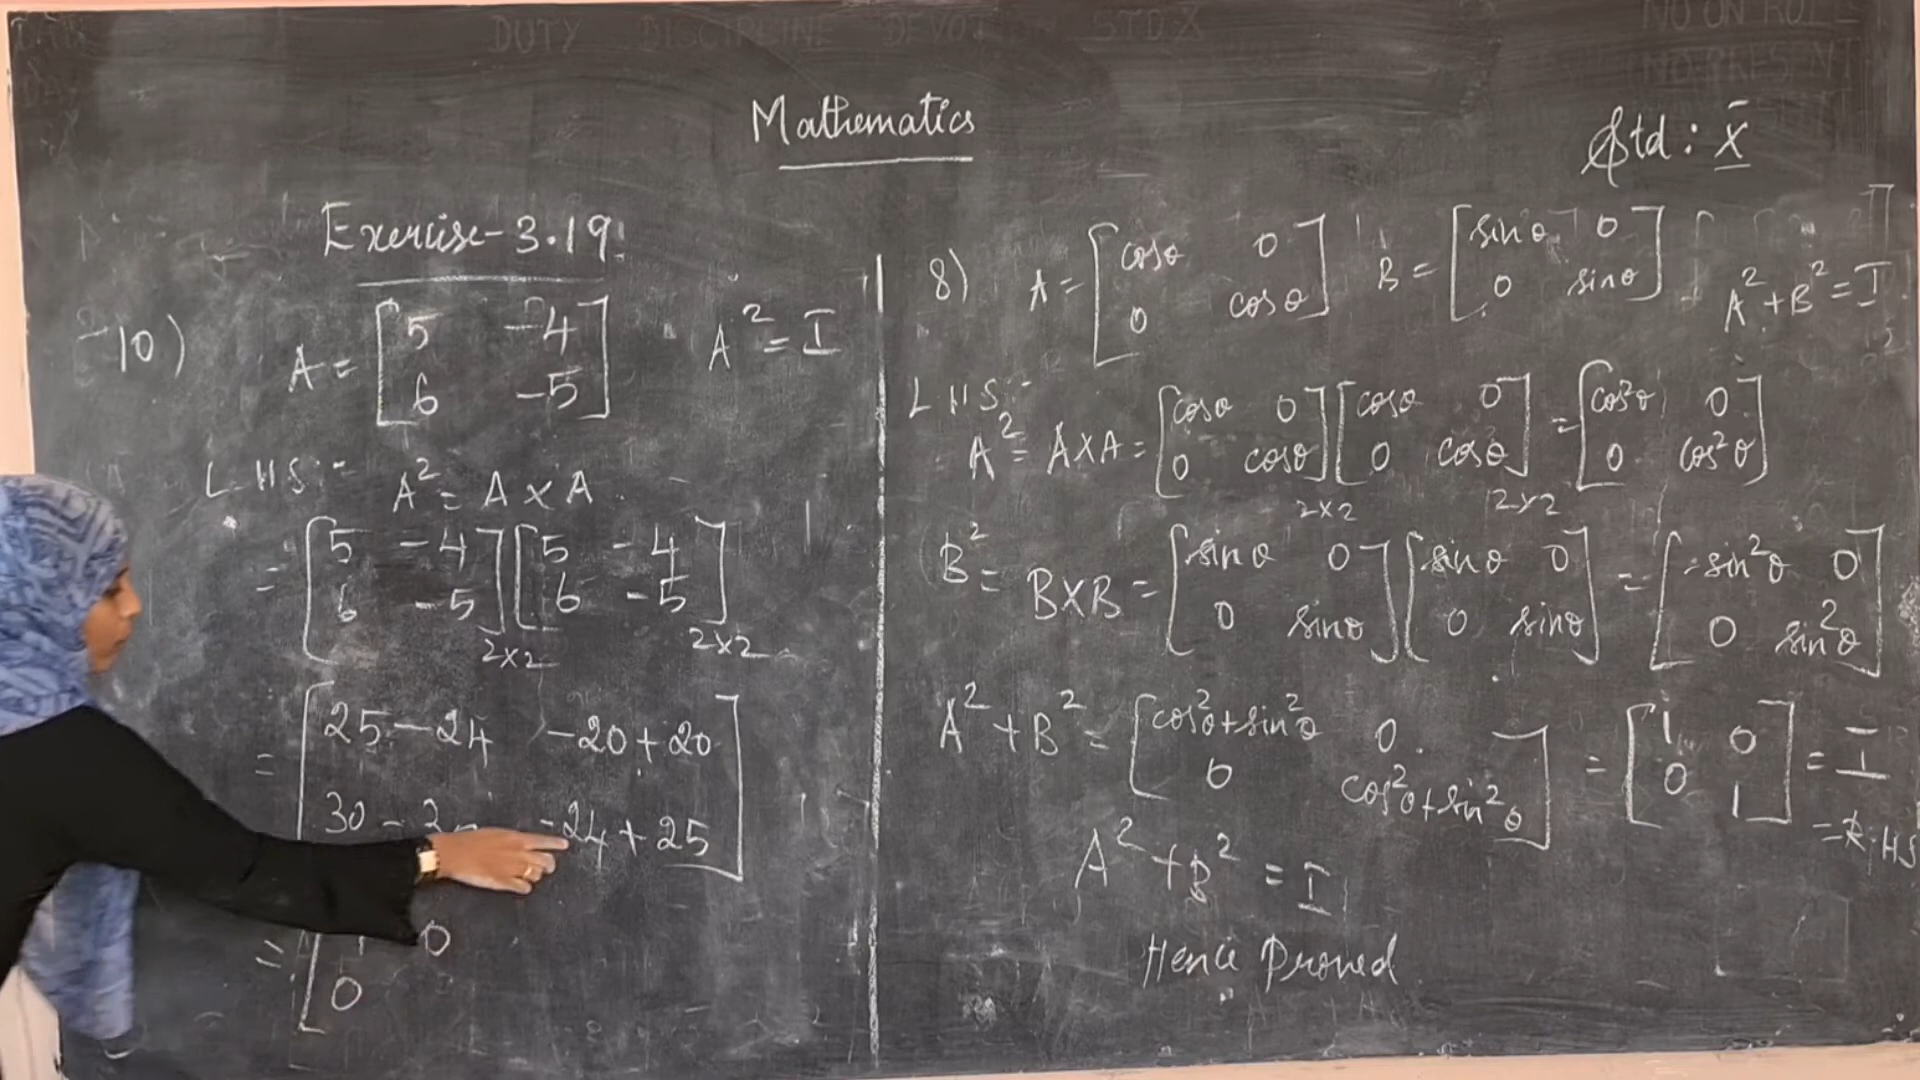 DUTY DISCIPLINE DEVOTION STD X
NO ON ROLL
NO PRESENT
Mathematics
Std : X
Exercise-3.19
10) A = [5 -4
6 -5] A² = I
L.H.S:- A² = A × A
= [5 -4
6 -5]2×2 [5 -4
6 -5]2×2
= [25-24 -20+20
30 - -24+25]
= [1 0
0
8) A = [cosθ 0
0 cosθ] B = [sinθ 0
0 sinθ] A² + B² = I
LHS:-
A² = A×A = [cosθ 0
0 cosθ]2×2 [cosθ 0
0 cosθ]2×2 = [cos²θ 0
0 cos²θ]
B² = B×B = [sinθ 0
0 sinθ] [sinθ 0
0 sinθ] = [sin²θ 0
0 sin²θ]
A² + B² = [cos²θ+sin²θ 0
0 cos²θ+sin²θ] = [1 0
0 1] = I
= R.HS
A² + B² = I
Hence Proved